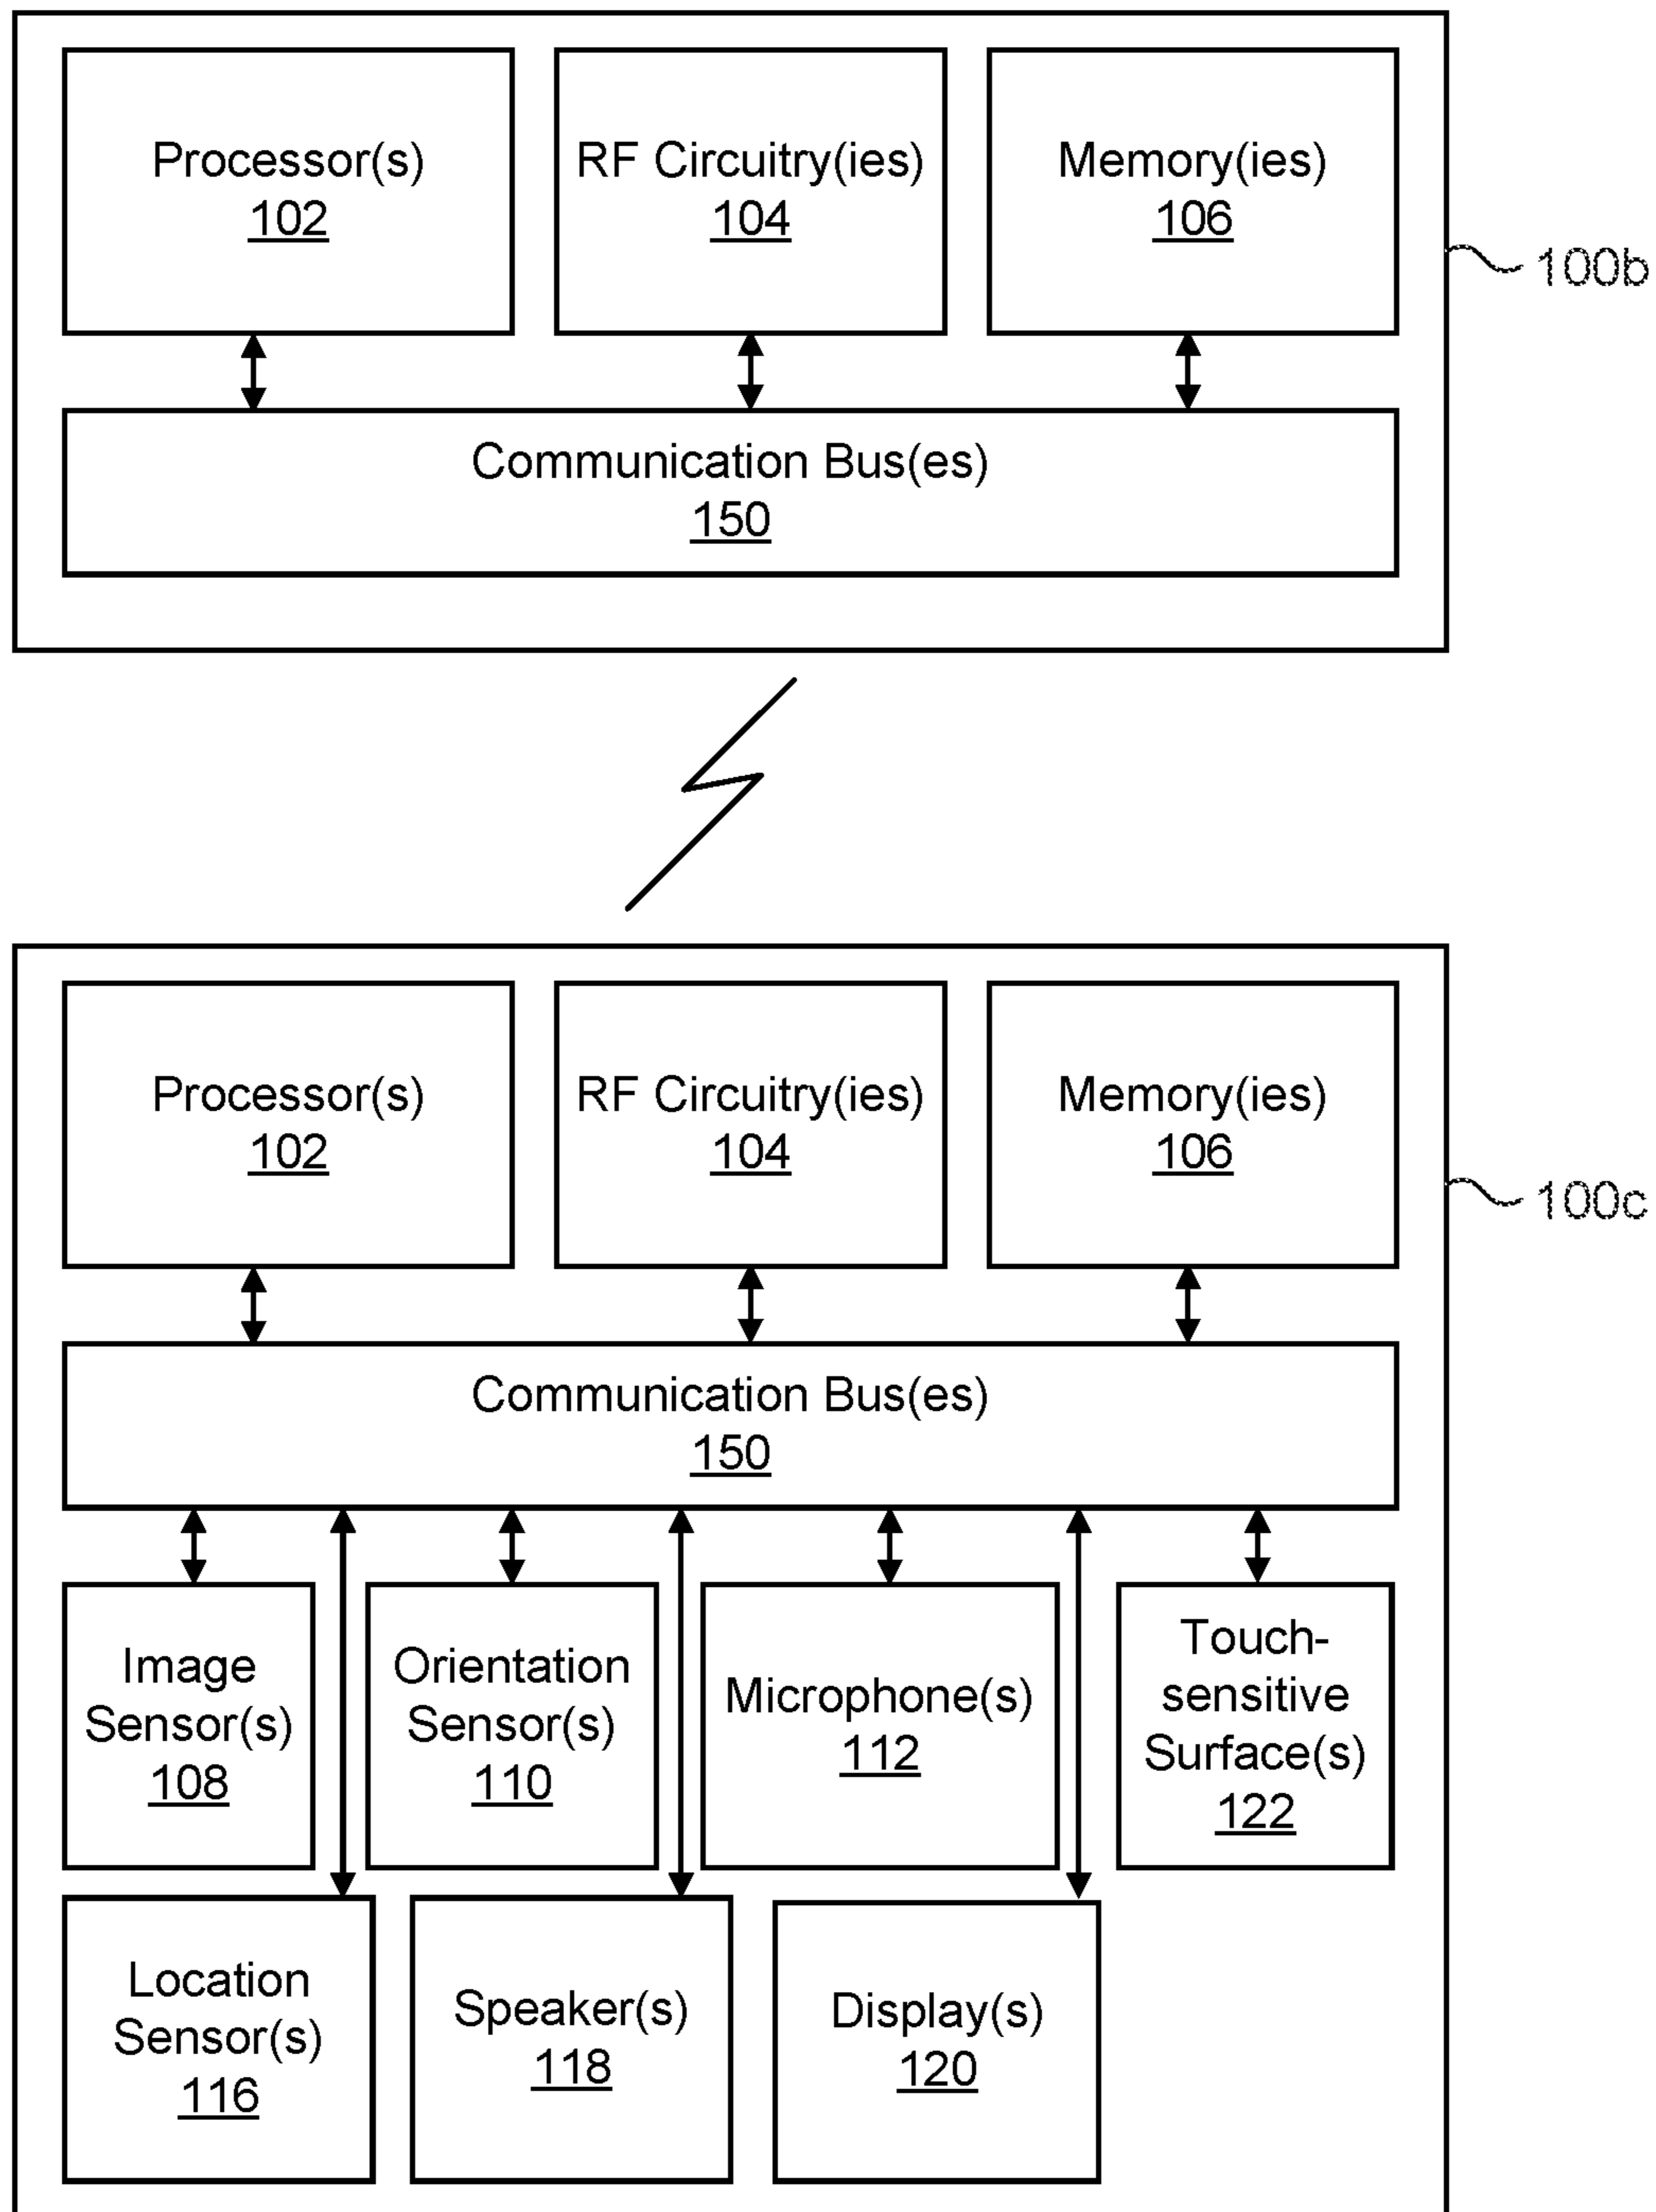 Processor(s)
102
RF Circuitry(ies)
104
Memory(ies)
106
100b
Communication Bus(es)
150
Processor(s)
102
RF Circuitry(ies)
104
Memory(ies)
106
100c
Communication Bus(es)
150
Image
Sensor(s)
108
Orientation
Sensor(s)
110
Microphone(s)
112
Touch-
sensitive
Surface(s)
122
Location
Sensor(s)
116
Speaker(s)
118
Display(s)
120